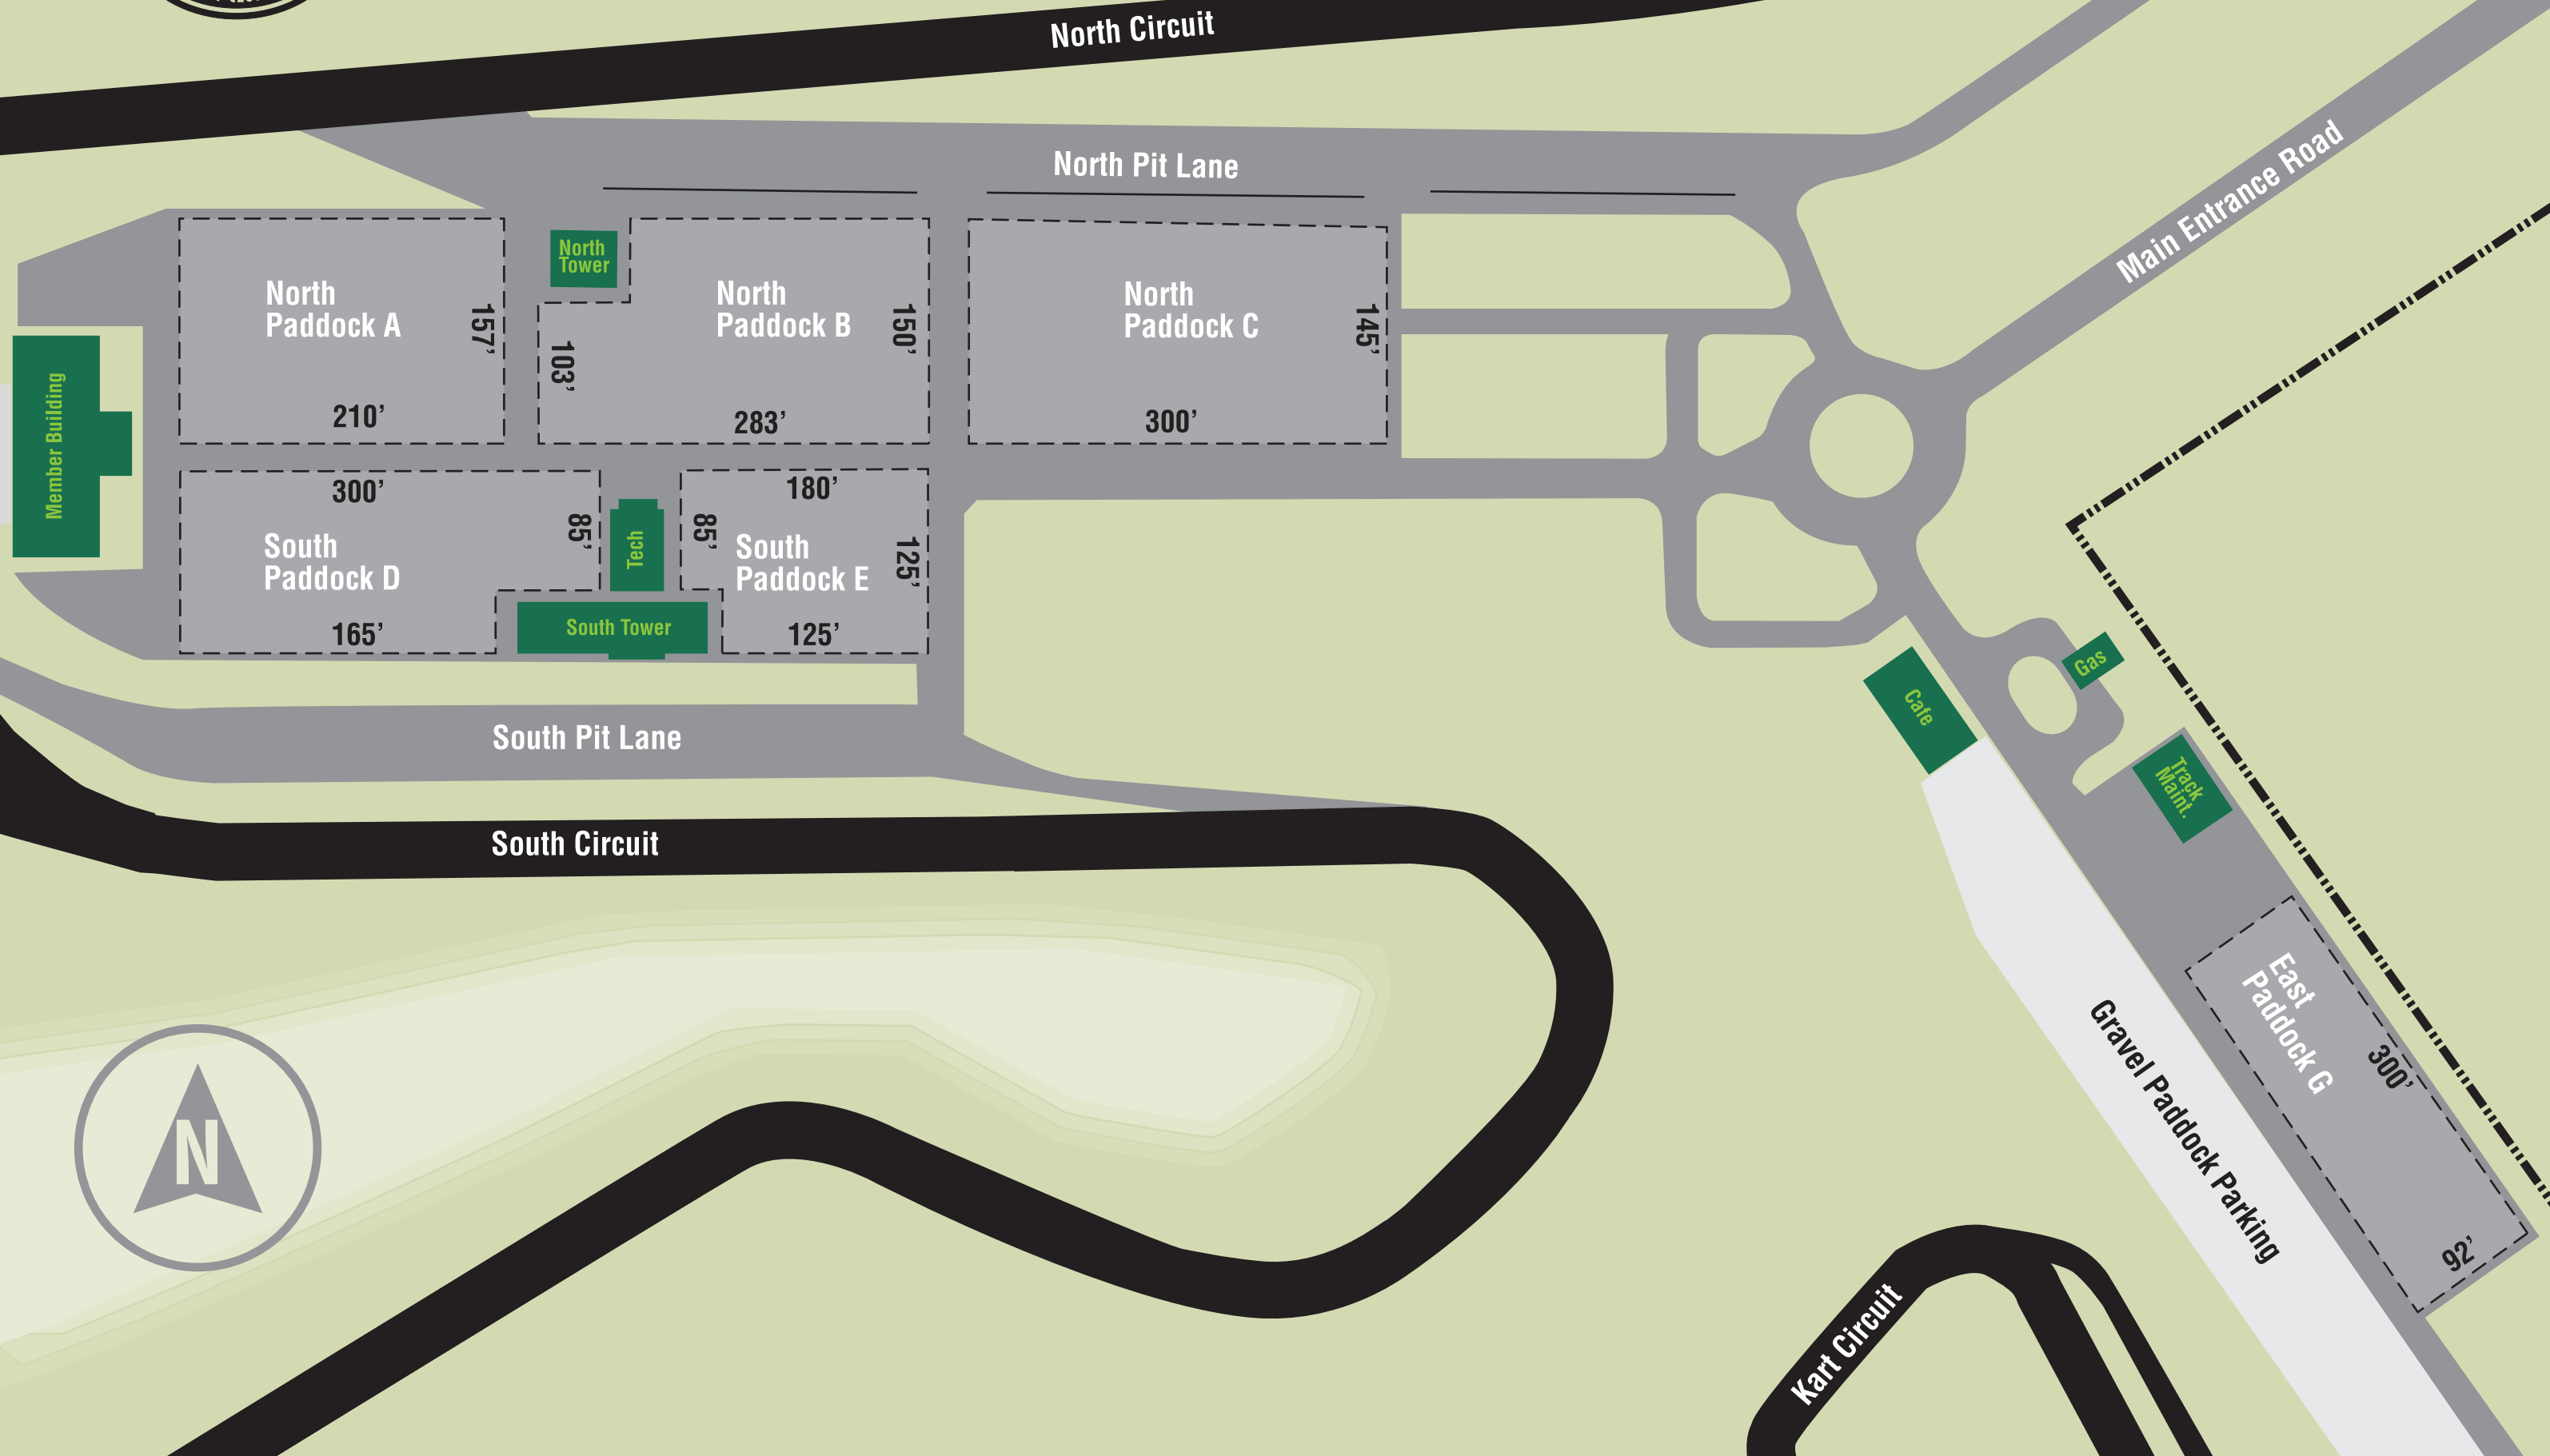 North Circuit
North Pit Lane
Main Entrance Road
North
Tower
North
Paddock A
157’
210’
North
Paddock B
150’
103’
283’
North
Paddock C
145’
300’
Member Building
300’
85’
South
Paddock D
165’
Tech
South Tower
180’
85’
South
Paddock E
125’
125’
Gas
Cafe
Track
Maint.
South Pit Lane
South Circuit
East
Paddock G
300’
92’
Gravel Paddock Parking
N
Kart Circuit